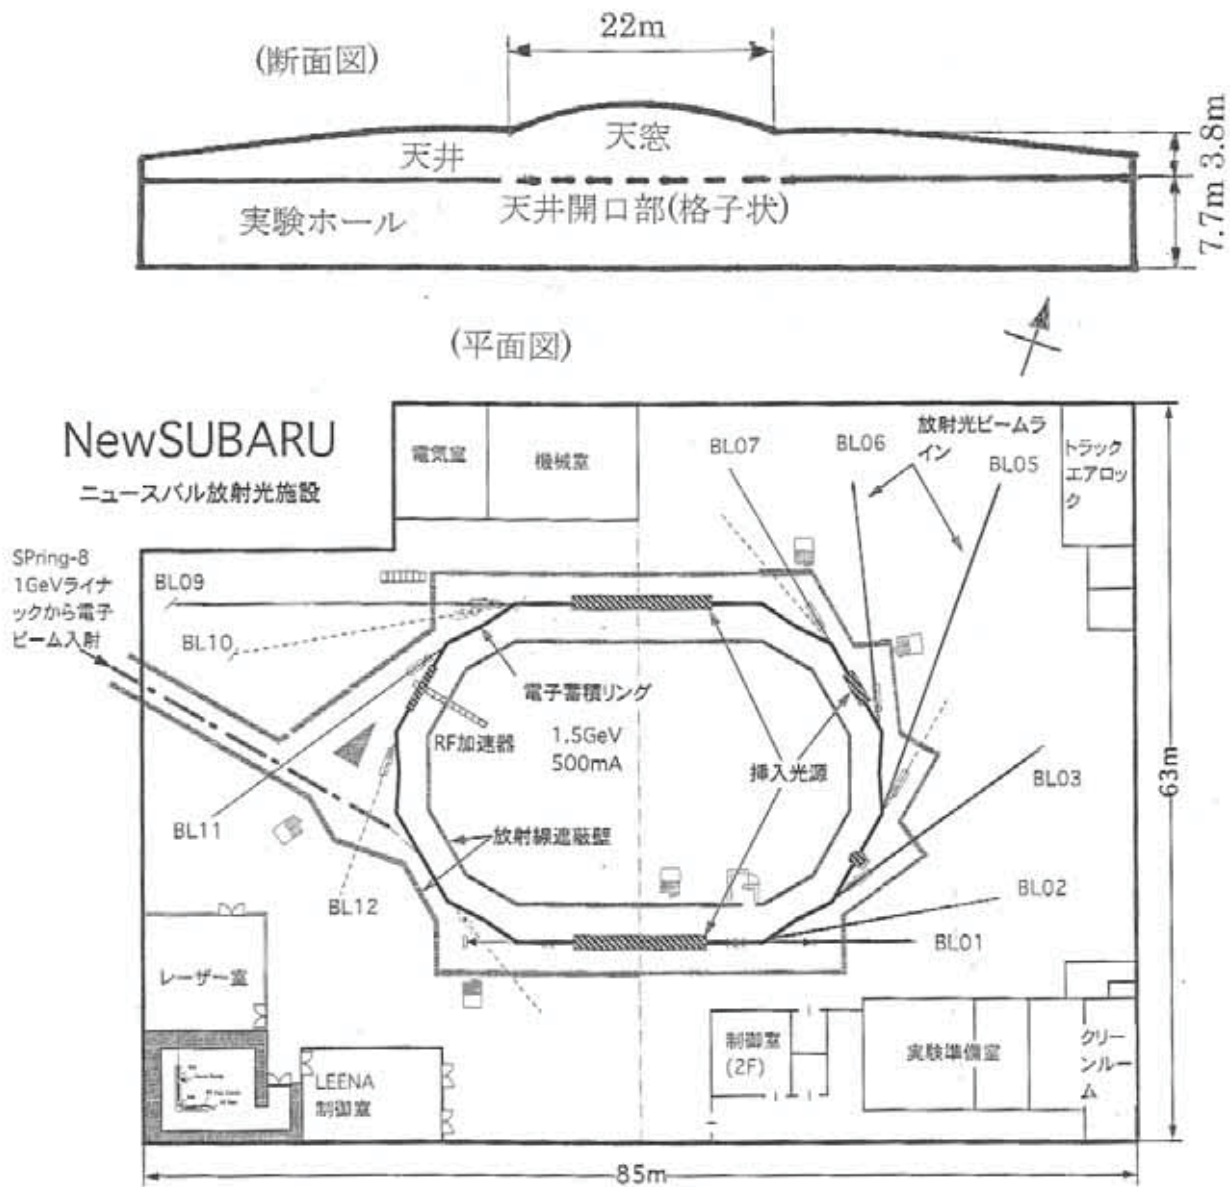 22m
(断面図)
天窓
天井
3.8m
天井開口部(格子状)
実験ホール
7.7m
(平面図)
NewSUBARU
ニュースバル放射光施設
電気室
機械室
BL07
BL06
放射光ビームラ
イン
BL05
トラック
エアロッ
ク
SPring-8
1GeVライナ
ックから電子
ビーム入射
BL09
BL10
電子蓄積リング
RF加速器
1.5GeV
500mA
挿入光源
BL03
63m
BL11
放射線遮蔽壁
BL12
BL02
BL01
レーザー室
制御室
(2F)
実験準備室
クリー
ンルー
ム
LEENA
制御室
85m